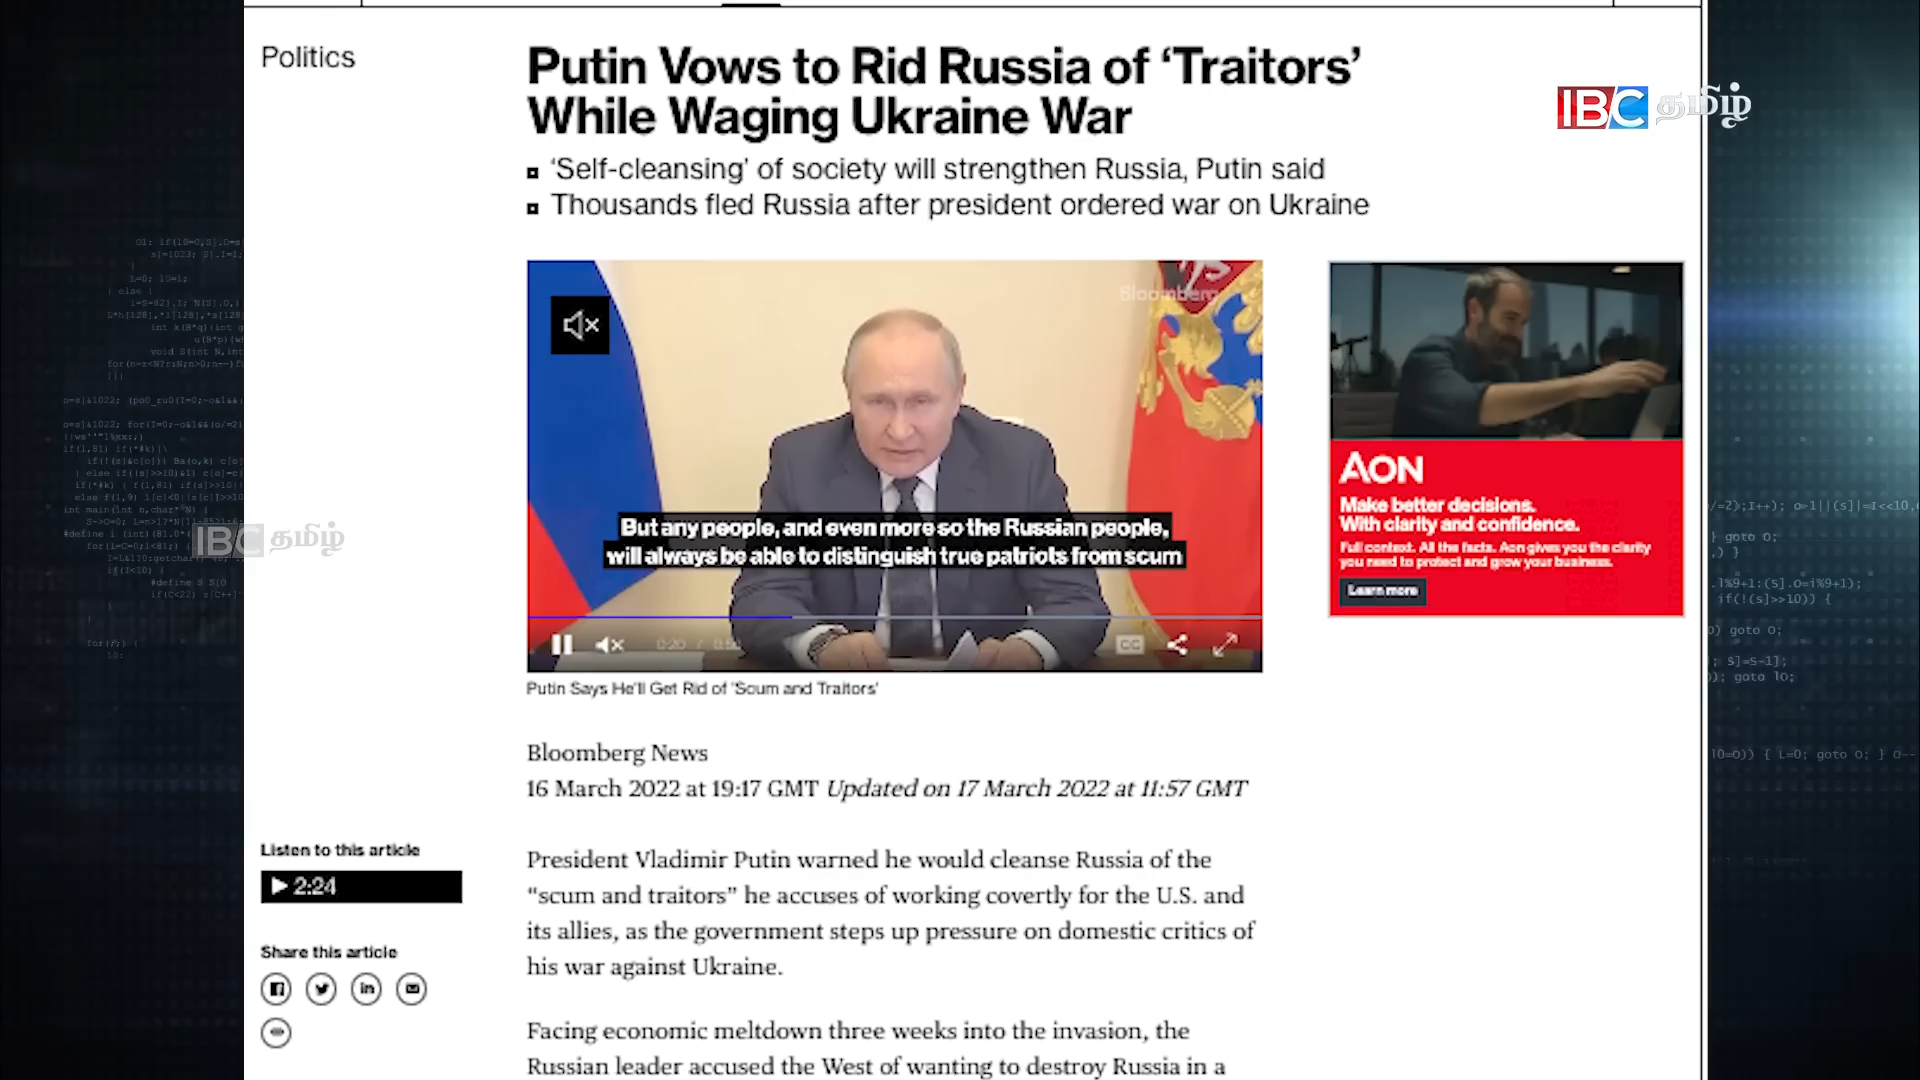 Politics
Putin Vows to Rid Russia of ‘Traitors’
While Waging Ukraine War
‘Self-cleansing’ of society will strengthen Russia, Putin said
Thousands fled Russia after president ordered war on Ukraine
IBC தமிழ்
Bloomberg
But any people, and even more so the Russian people,
will always be able to distinguish true patriots from scum
0:20 /
CC
Putin Says He'll Get Rid of 'Scum and Traitors'
AON
Make better decisions.
With clarity and confidence.
Full context. All the facts. Aon gives you the clarity
you need to protect and grow your business.
Learn more
IBC தமிழ்
Bloomberg News
16 March 2022 at 19:17 GMT Updated on 17 March 2022 at 11:57 GMT
Listen to this article
2:24
Share this article
President Vladimir Putin warned he would cleanse Russia of the
“scum and traitors” he accuses of working covertly for the U.S. and
its allies, as the government steps up pressure on domestic critics of
his war against Ukraine.
Facing economic meltdown three weeks into the invasion, the
Russian leader accused the West of wanting to destroy Russia in a